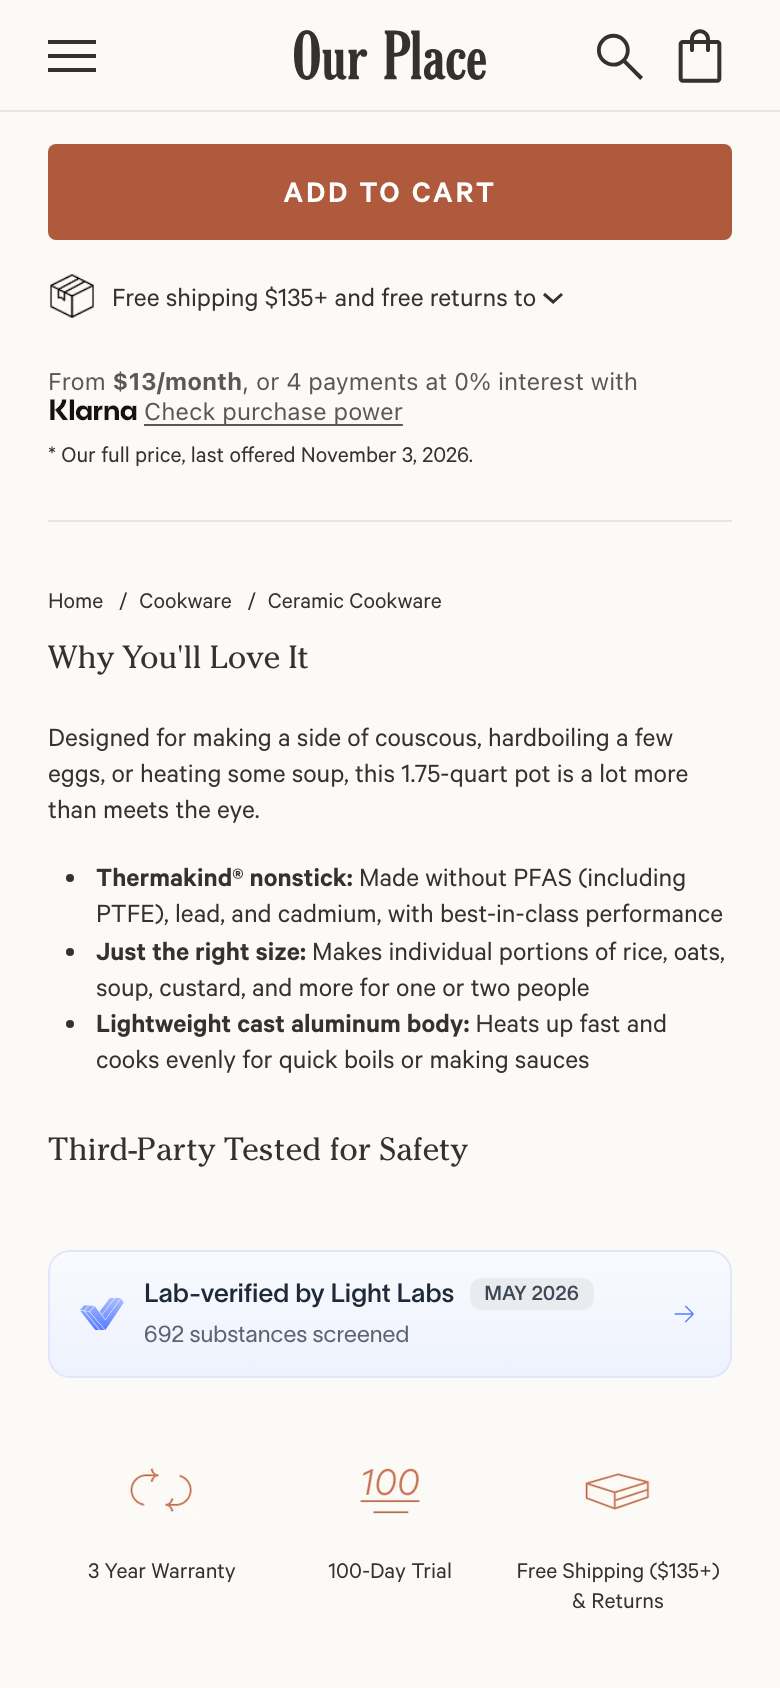 Our Place
ADD TO CART
Free shipping $135+ and free returns to
From $13/month, or 4 payments at 0% interest with
Klarna Check purchase power
* Our full price, last offered November 3, 2026.
Home / Cookware / Ceramic Cookware
Why You'll Love It
Designed for making a side of couscous, hardboiling a few
eggs, or heating some soup, this 1.75-quart pot is a lot more
than meets the eye.
• Thermakind® nonstick: Made without PFAS (including
PTFE), lead, and cadmium, with best-in-class performance
• Just the right size: Makes individual portions of rice, oats,
soup, custard, and more for one or two people
• Lightweight cast aluminum body: Heats up fast and
cooks evenly for quick boils or making sauces
Third-Party Tested for Safety
Lab-verified by Light Labs MAY 2026
692 substances screened
100
3 Year Warranty
100-Day Trial
Free Shipping ($135+)
& Returns